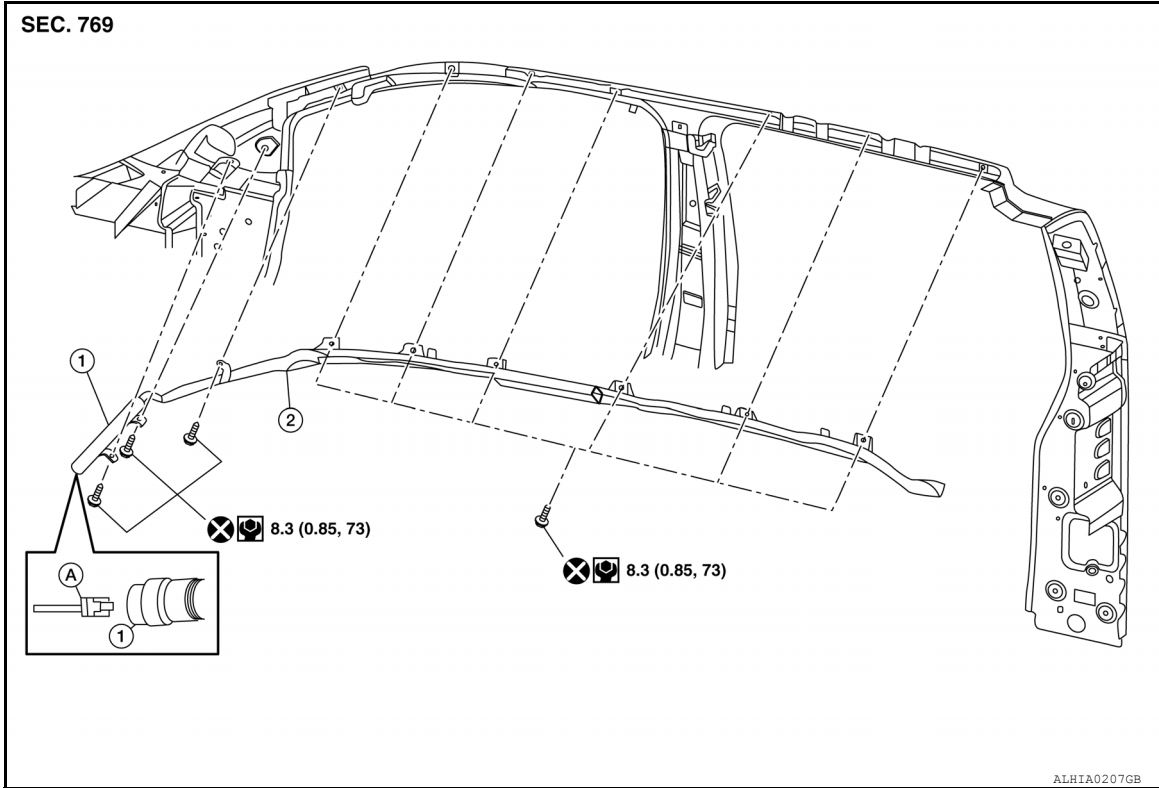 SEC. 769
1
2
8.3 (0.85, 73)
8.3 (0.85, 73)
A
1
ALHIA0207GB